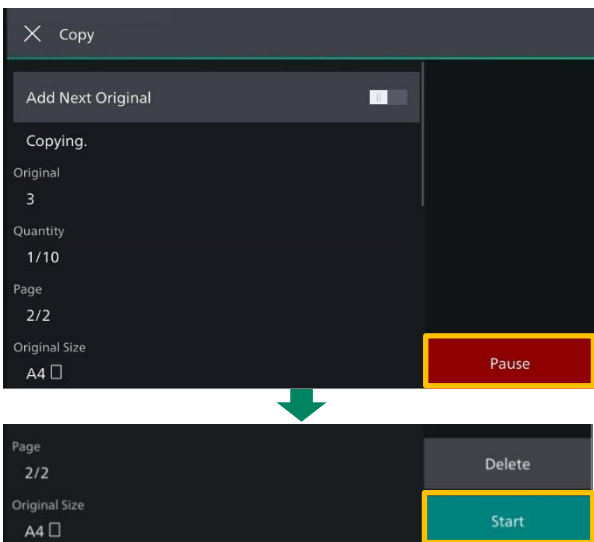 Copy
Add Next Original
Copying.
Original
3
Quantity
1/10
Page
2/2
Original Size
A4
Pause
Page
2/2
Delete
Original Size
A4
Start